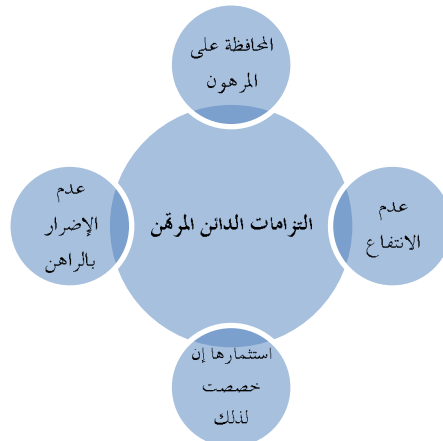 المحافظة على
المرهون
عدم
الانتفاع
التزامات الدائن المرتهن
عدم
الإضرار
بالراهن
استثمارها إن
خصصت
لذلك